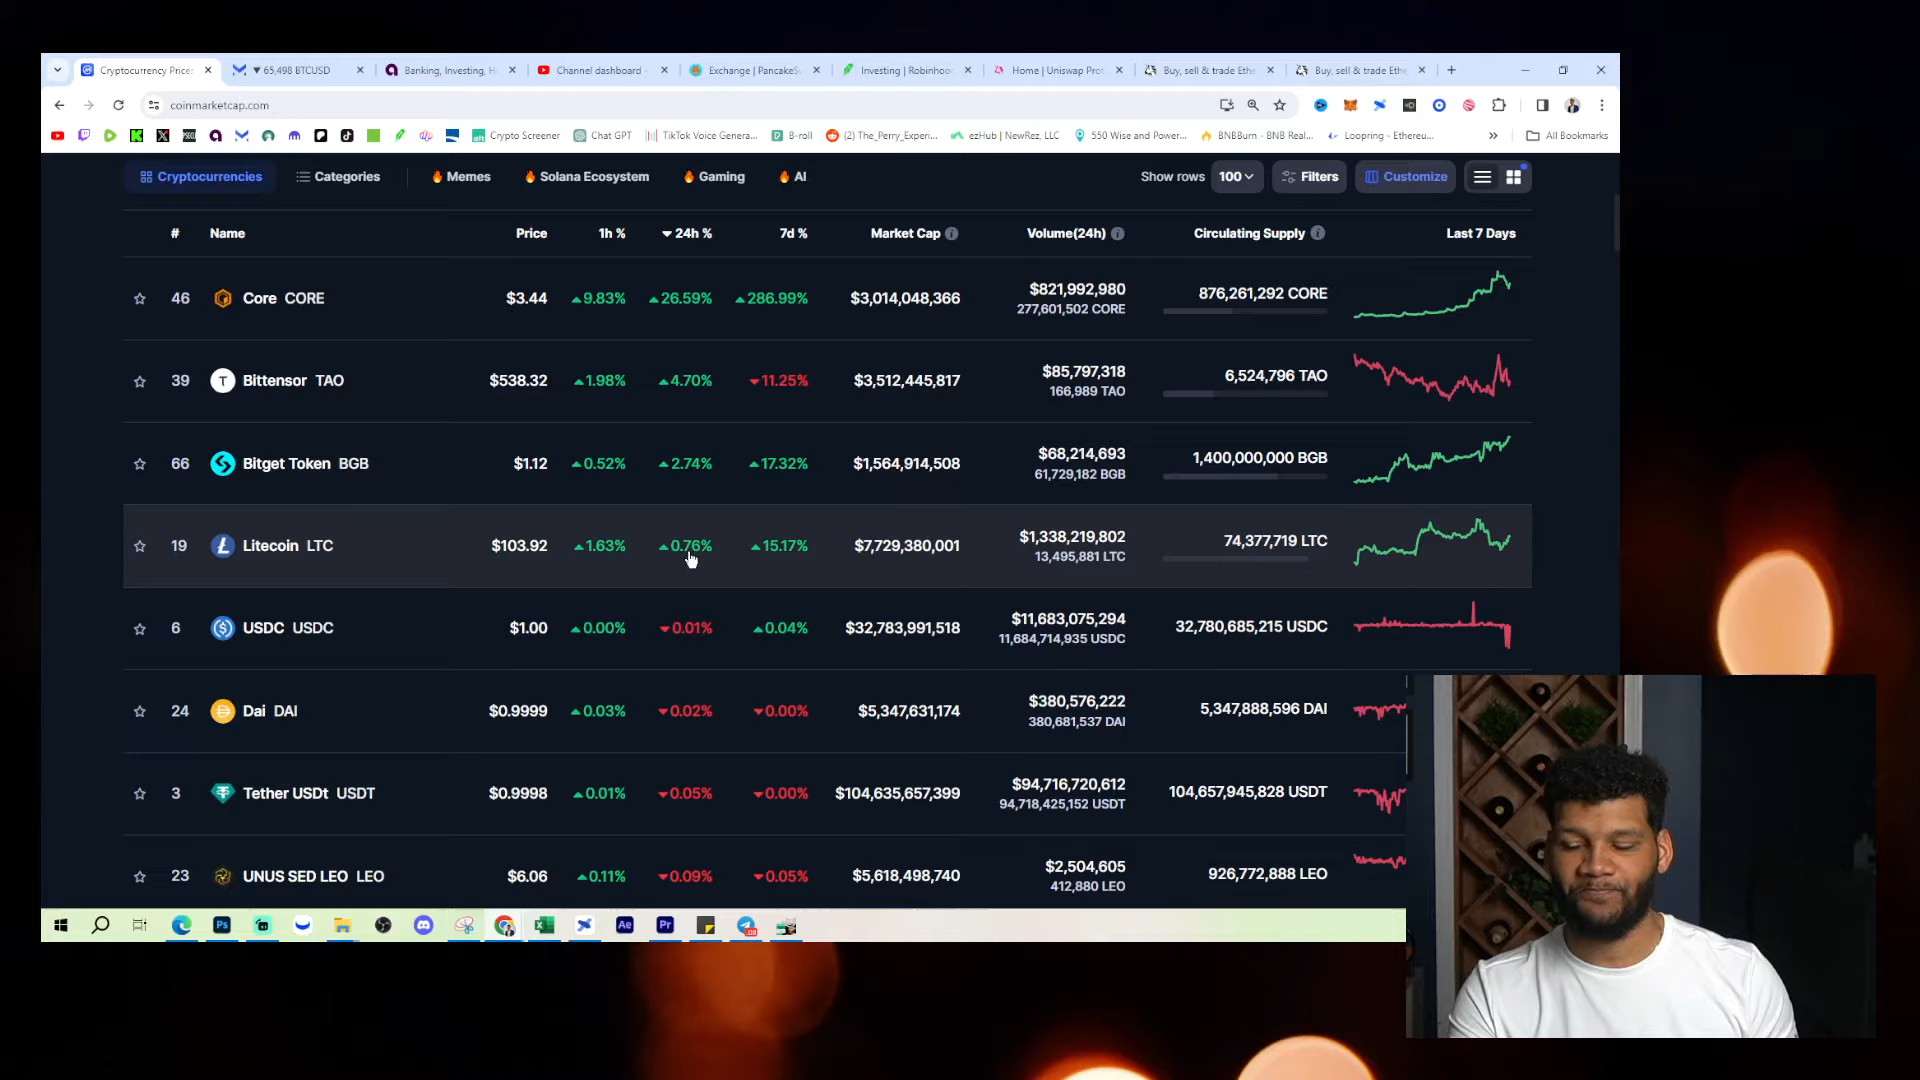 Cryptocurrency Price
65,498 BTCUSD
Banking, Investing, H
Channel dashboard
Exchange | PancakeSw
Investing | Robinhoo
Home | Uniswap Prot
Buy, sell & trade Ethe
Buy, sell & trade Ethe
coinmarketcap.com
Crypto Screener
Chat GPT
TikTok Voice Genera...
B-roll
(2) The_Perry_Experi...
ezHub | NewRez, LLC
550 Wise and Power...
BNBBurn - BNB Real...
Loopring - Ethereu...
All Bookmarks
Cryptocurrencies Categories Memes Solana Ecosystem Gaming AI Show rows 100 Filters Customize
# Name Price 1h % 24h % 7d % Market Cap Volume(24h) Circulating Supply Last 7 Days
46 Core CORE $3.44 9.83% 26.59% 286.99% $3,014,048,366 $821,992,980 876,261,292 CORE
277,601,502 CORE
39 Bittensor TAO $538.32 1.98% 4.70% 11.25% $3,512,445,817 $85,797,318 6,524,796 TAO
166,989 TAO
66 Bitget Token BGB $1.12 0.52% 2.74% 17.32% $1,564,914,508 $68,214,693 1,400,000,000 BGB
61,729,182 BGB
19 Litecoin LTC $103.92 1.63% 0.76% 15.17% $7,729,380,001 $1,338,219,802 74,377,719 LTC
13,495,881 LTC
6 USDC USDC $1.00 0.00% 0.01% 0.04% $32,783,991,518 $11,683,075,294 32,780,685,215 USDC
11,684,714,935 USDC
24 Dai DAI $0.9999 0.03% 0.02% 0.00% $5,347,631,174 $380,576,222 5,347,888,596 DAI
380,681,537 DAI
3 Tether USDt USDT $0.9998 0.01% 0.05% 0.00% $104,635,657,399 $94,716,720,612 104,657,945,828 USDT
94,718,425,152 USDT
23 UNUS SED LEO LEO $6.06 0.11% 0.09% 0.05% $5,618,498,740 $2,504,605 926,772,888 LEO
412,880 LEO
Ps
Ae
Pr